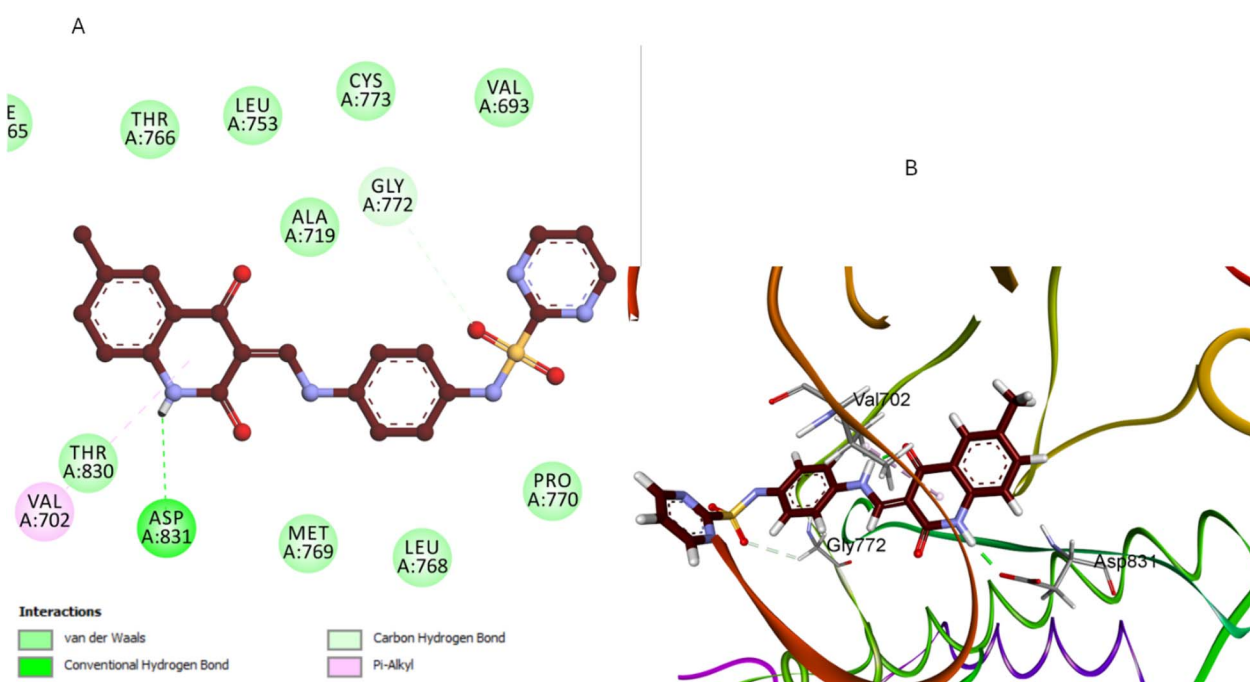 A
B
E
65
THR
A:766
LEU
A:753
CYS
A:773
VAL
A:693
GLY
A:772
ALA
A:719
THR
A:830
VAL
A:702
ASP
A:831
MET
A:769
LEU
A:768
PRO
A:770
Interactions
van der Waals
Conventional Hydrogen Bond
Carbon Hydrogen Bond
Pi-Alkyl
Val702
Gly772
Asp831